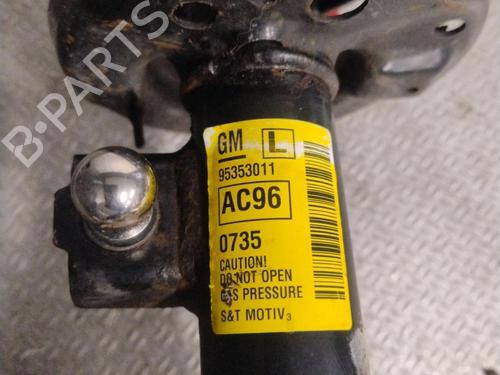 B-PARTS
GM L
95353011
AC96
0735
CAUTION!
DO NOT OPEN
GAS PRESSURE
S&T MOTIV3